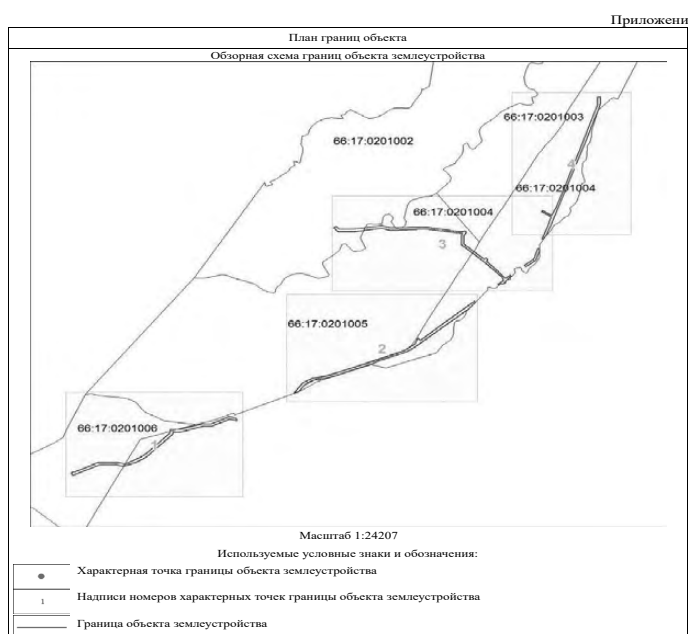 Приложени
План границ объекта
Обзорная схема границ объекта землеустройства
66:17:0201003
66:17:0201002
4
66:17:0201004
66:17:0201004
3
66:17:0201005
2
66:17:0201006
1
Масштаб 1:24207
Используемые условные знаки и обозначения:
Характерная точка границы объекта землеустройства
1
Надписи номеров характерных точек границы объекта землеустройства
Граница объекта землеустройства